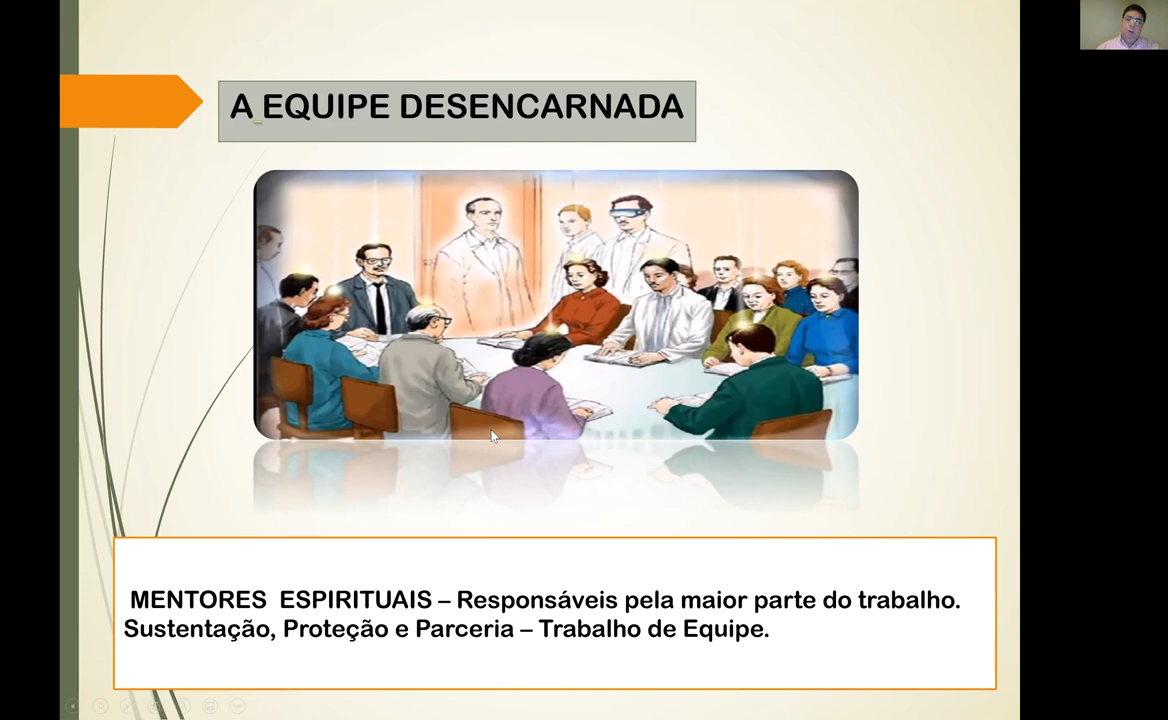 A EQUIPE DESENCARNADA
MENTORES ESPIRITUAIS – Responsáveis pela maior parte do trabalho.
Sustentação, Proteção e Parceria – Trabalho de Equipe.